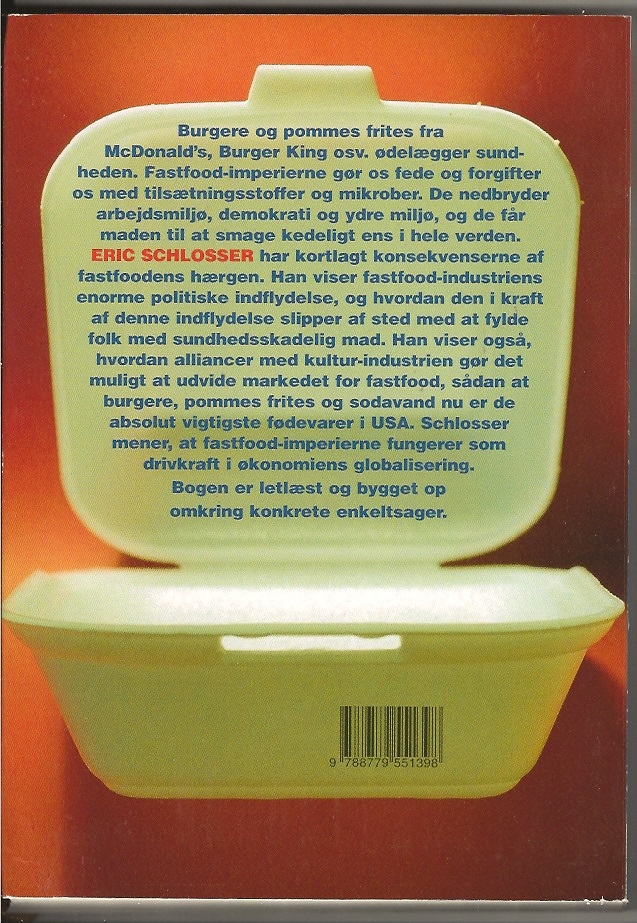 Burgere og pommes frites fra
McDonald's, Burger King osv. ødelægger sund-
heden. Fastfood-imperierne gør os fede og forgifter
os med tilsætningsstoffer og mikrober. De nedbryder
arbejdsmiljø, demokrati og ydre miljø, og de får
maden til at smage kedeligt ens i hele verden.
ERIC SCHLOSSER har kortlagt konsekvenserne af
fastfoodens hærgen. Han viser fastfood-industriens
enorme politiske indflydelse, og hvordan den i kraft
af denne indflydelse slipper af sted med at fylde
folk med sundhedsskadelig mad. Han viser også,
hvordan alliancer med kultur-industrien gør det
muligt at udvide markedet for fastfood, sådan at
burgere, pommes frites og sodavand nu er de
absolut vigtigste fødevarer i USA. Schlosser
mener, at fastfood-imperierne fungerer som
drivkraft i økonomiens globalisering.
Bogen er letlæst og bygget op
omkring konkrete enkeltsager.
9 788779 551398